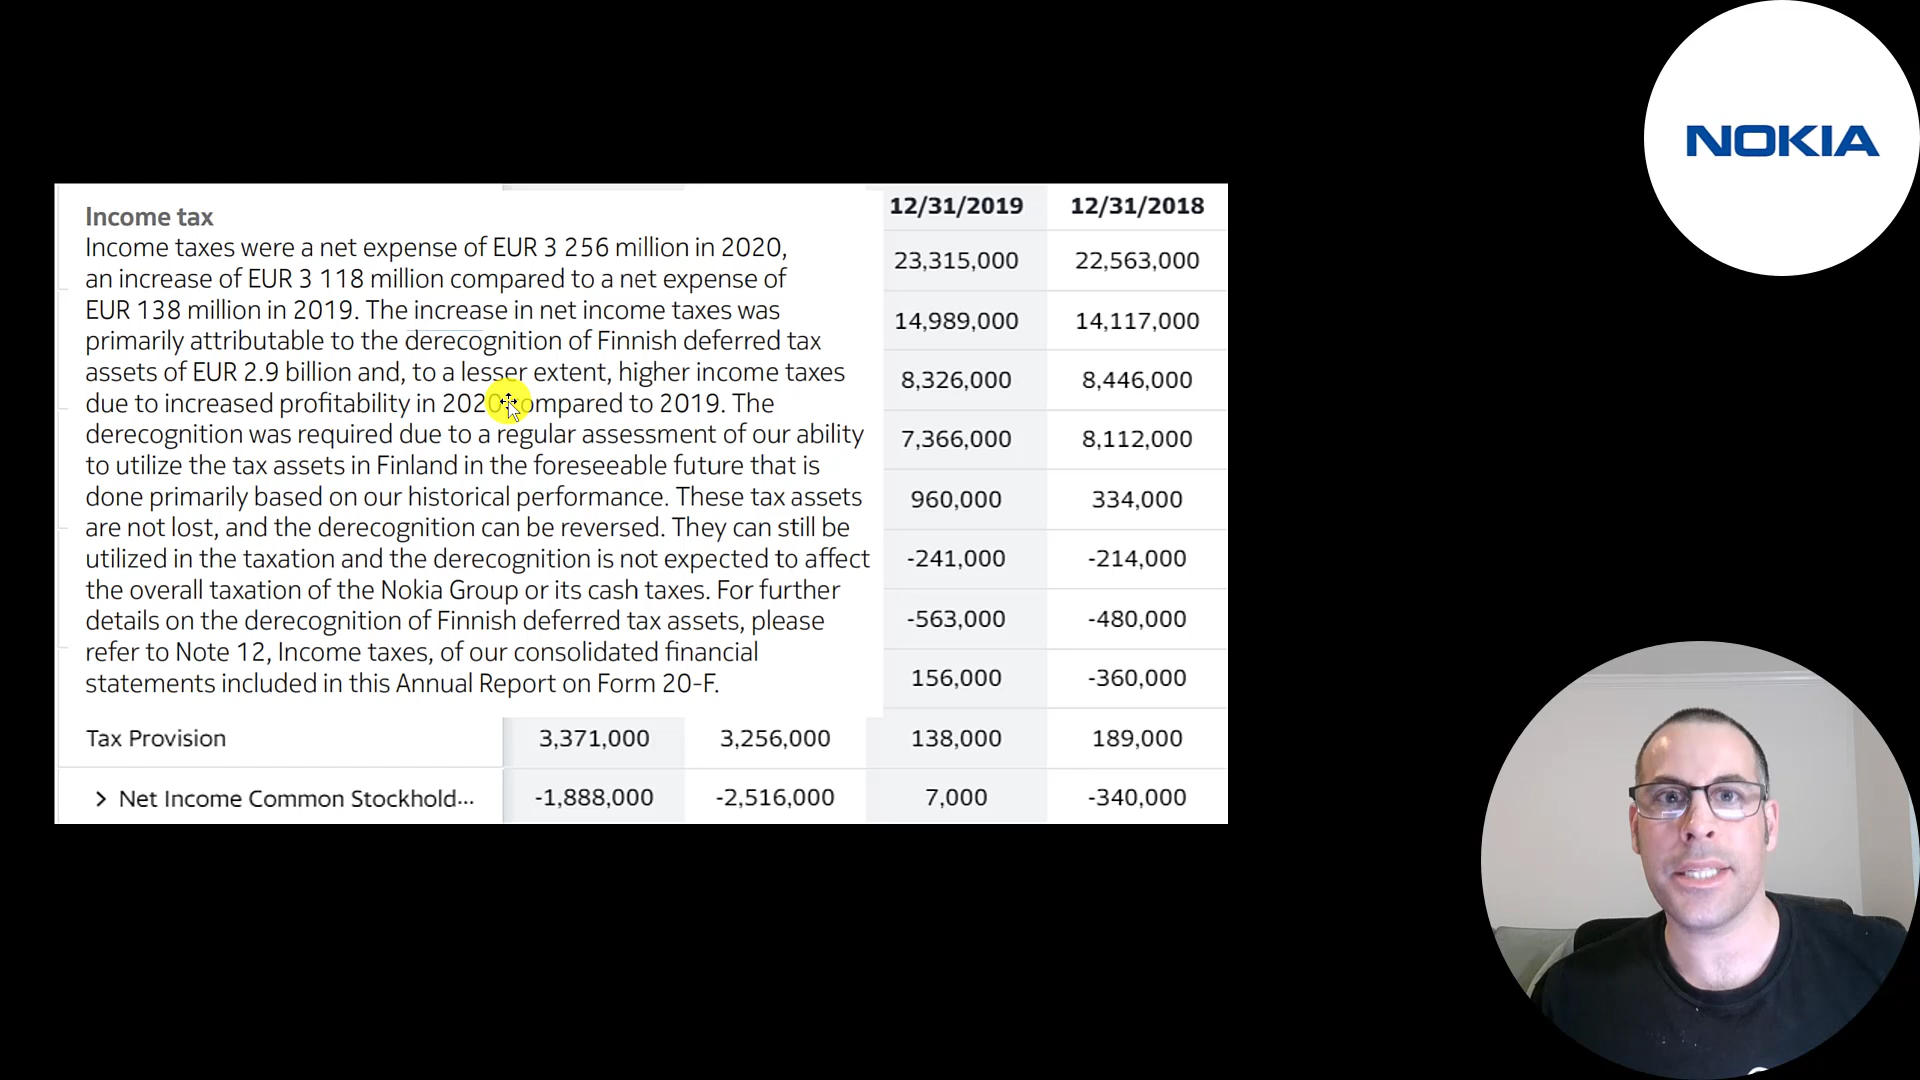 NOKIA
Income tax
Income taxes were a net expense of EUR 3 256 million in 2020,
an increase of EUR 3 118 million compared to a net expense of
EUR 138 million in 2019. The increase in net income taxes was
primarily attributable to the derecognition of Finnish deferred tax
assets of EUR 2.9 billion and, to a lesser extent, higher income taxes
due to increased profitability in 2020 compared to 2019. The
derecognition was required due to a regular assessment of our ability
to utilize the tax assets in Finland in the foreseeable future that is
done primarily based on our historical performance. These tax assets
are not lost, and the derecognition can be reversed. They can still be
utilized in the taxation and the derecognition is not expected to affect
the overall taxation of the Nokia Group or its cash taxes. For further
details on the derecognition of Finnish deferred tax assets, please
refer to Note 12, Income taxes, of our consolidated financial
statements included in this Annual Report on Form 20-F.
12/31/2019 12/31/2018
23,315,000 22,563,000
14,989,000 14,117,000
8,326,000 8,446,000
7,366,000 8,112,000
960,000 334,000
-241,000 -214,000
-563,000 -480,000
156,000 -360,000
Tax Provision 3,371,000 3,256,000 138,000 189,000
Net Income Common Stockhold... -1,888,000 -2,516,000 7,000 -340,000